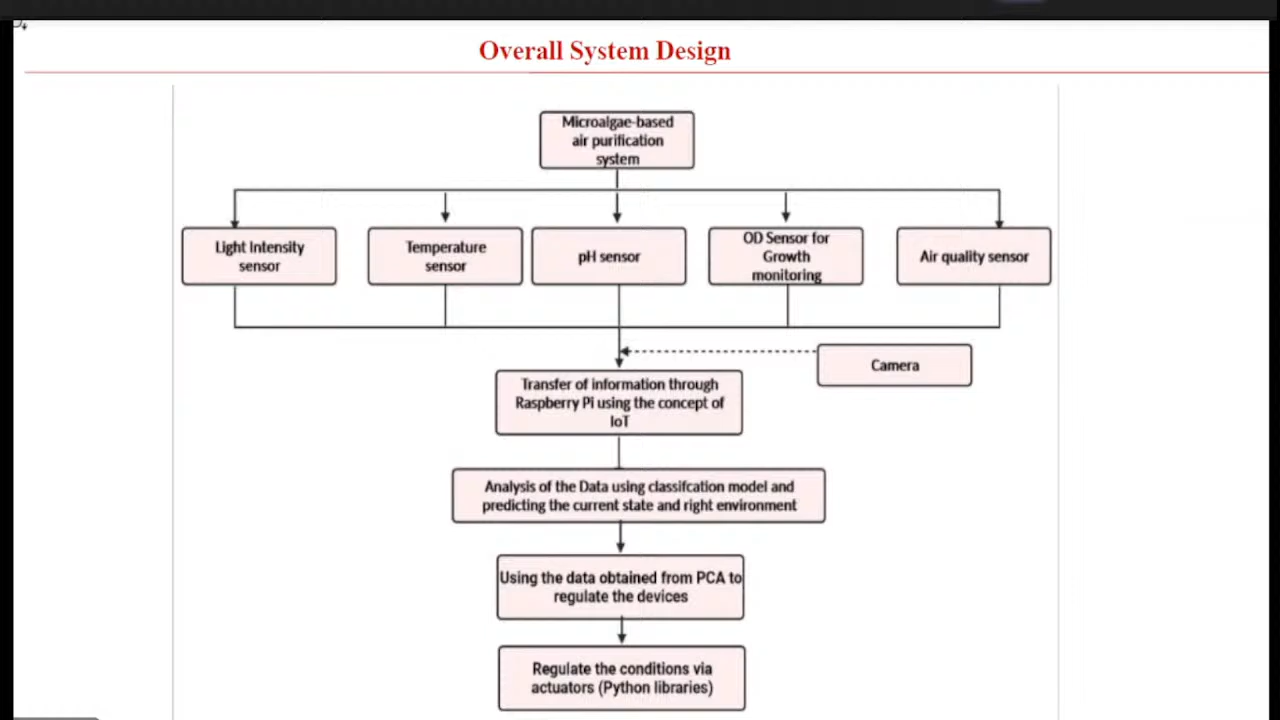 Overall System Design
Microalgae-based
air purification
system
Light Intensity
sensor
Temperature
sensor
pH sensor
OD Sensor for
Growth
monitoring
Air quality sensor
Camera
Transfer of information through
Raspberry Pi using the concept of
IoT
Analysis of the Data using classifcation model and
predicting the current state and right environment
Using the data obtained from PCA to
regulate the devices
Regulate the conditions via
actuators (Python libraries)